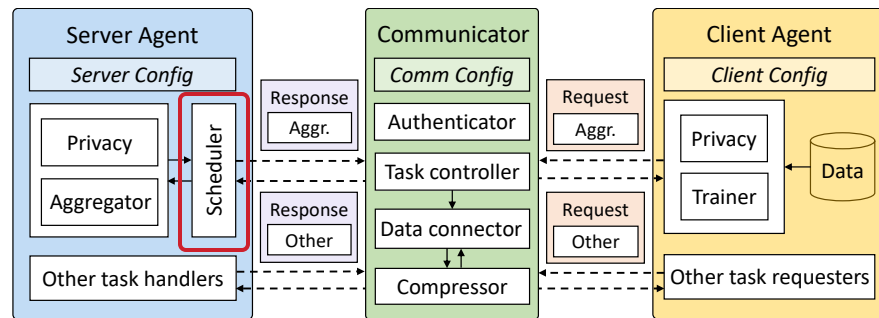 Server Agent
Server Config
Privacy
Aggregator
Scheduler
Other task handlers
Response
Aggr.
Response
Other
Communicator
Comm Config
Authenticator
Task controller
Data connector
Compressor
Request
Aggr.
Request
Other
Client Agent
Client Config
Privacy
Trainer
Data
Other task requesters